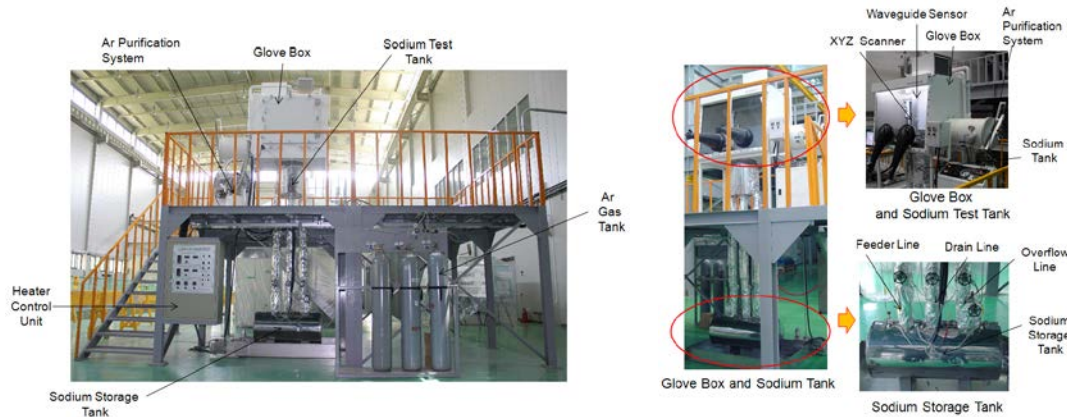 Ar Purification
System
Glove Box
Sodium Test
Tank
Ar
Gas
Tank
Heater
Control
Unit
Sodium Storage
Tank
Waveguide Sensor
XYZ Scanner
Glove Box
Ar
Purification
System
Sodium
Tank
Glove Box
and Sodium Test Tank
Feeder Line
Drain Line
Overflow
Line
Sodium
Storage
Tank
Glove Box and Sodium Tank
Sodium Storage Tank